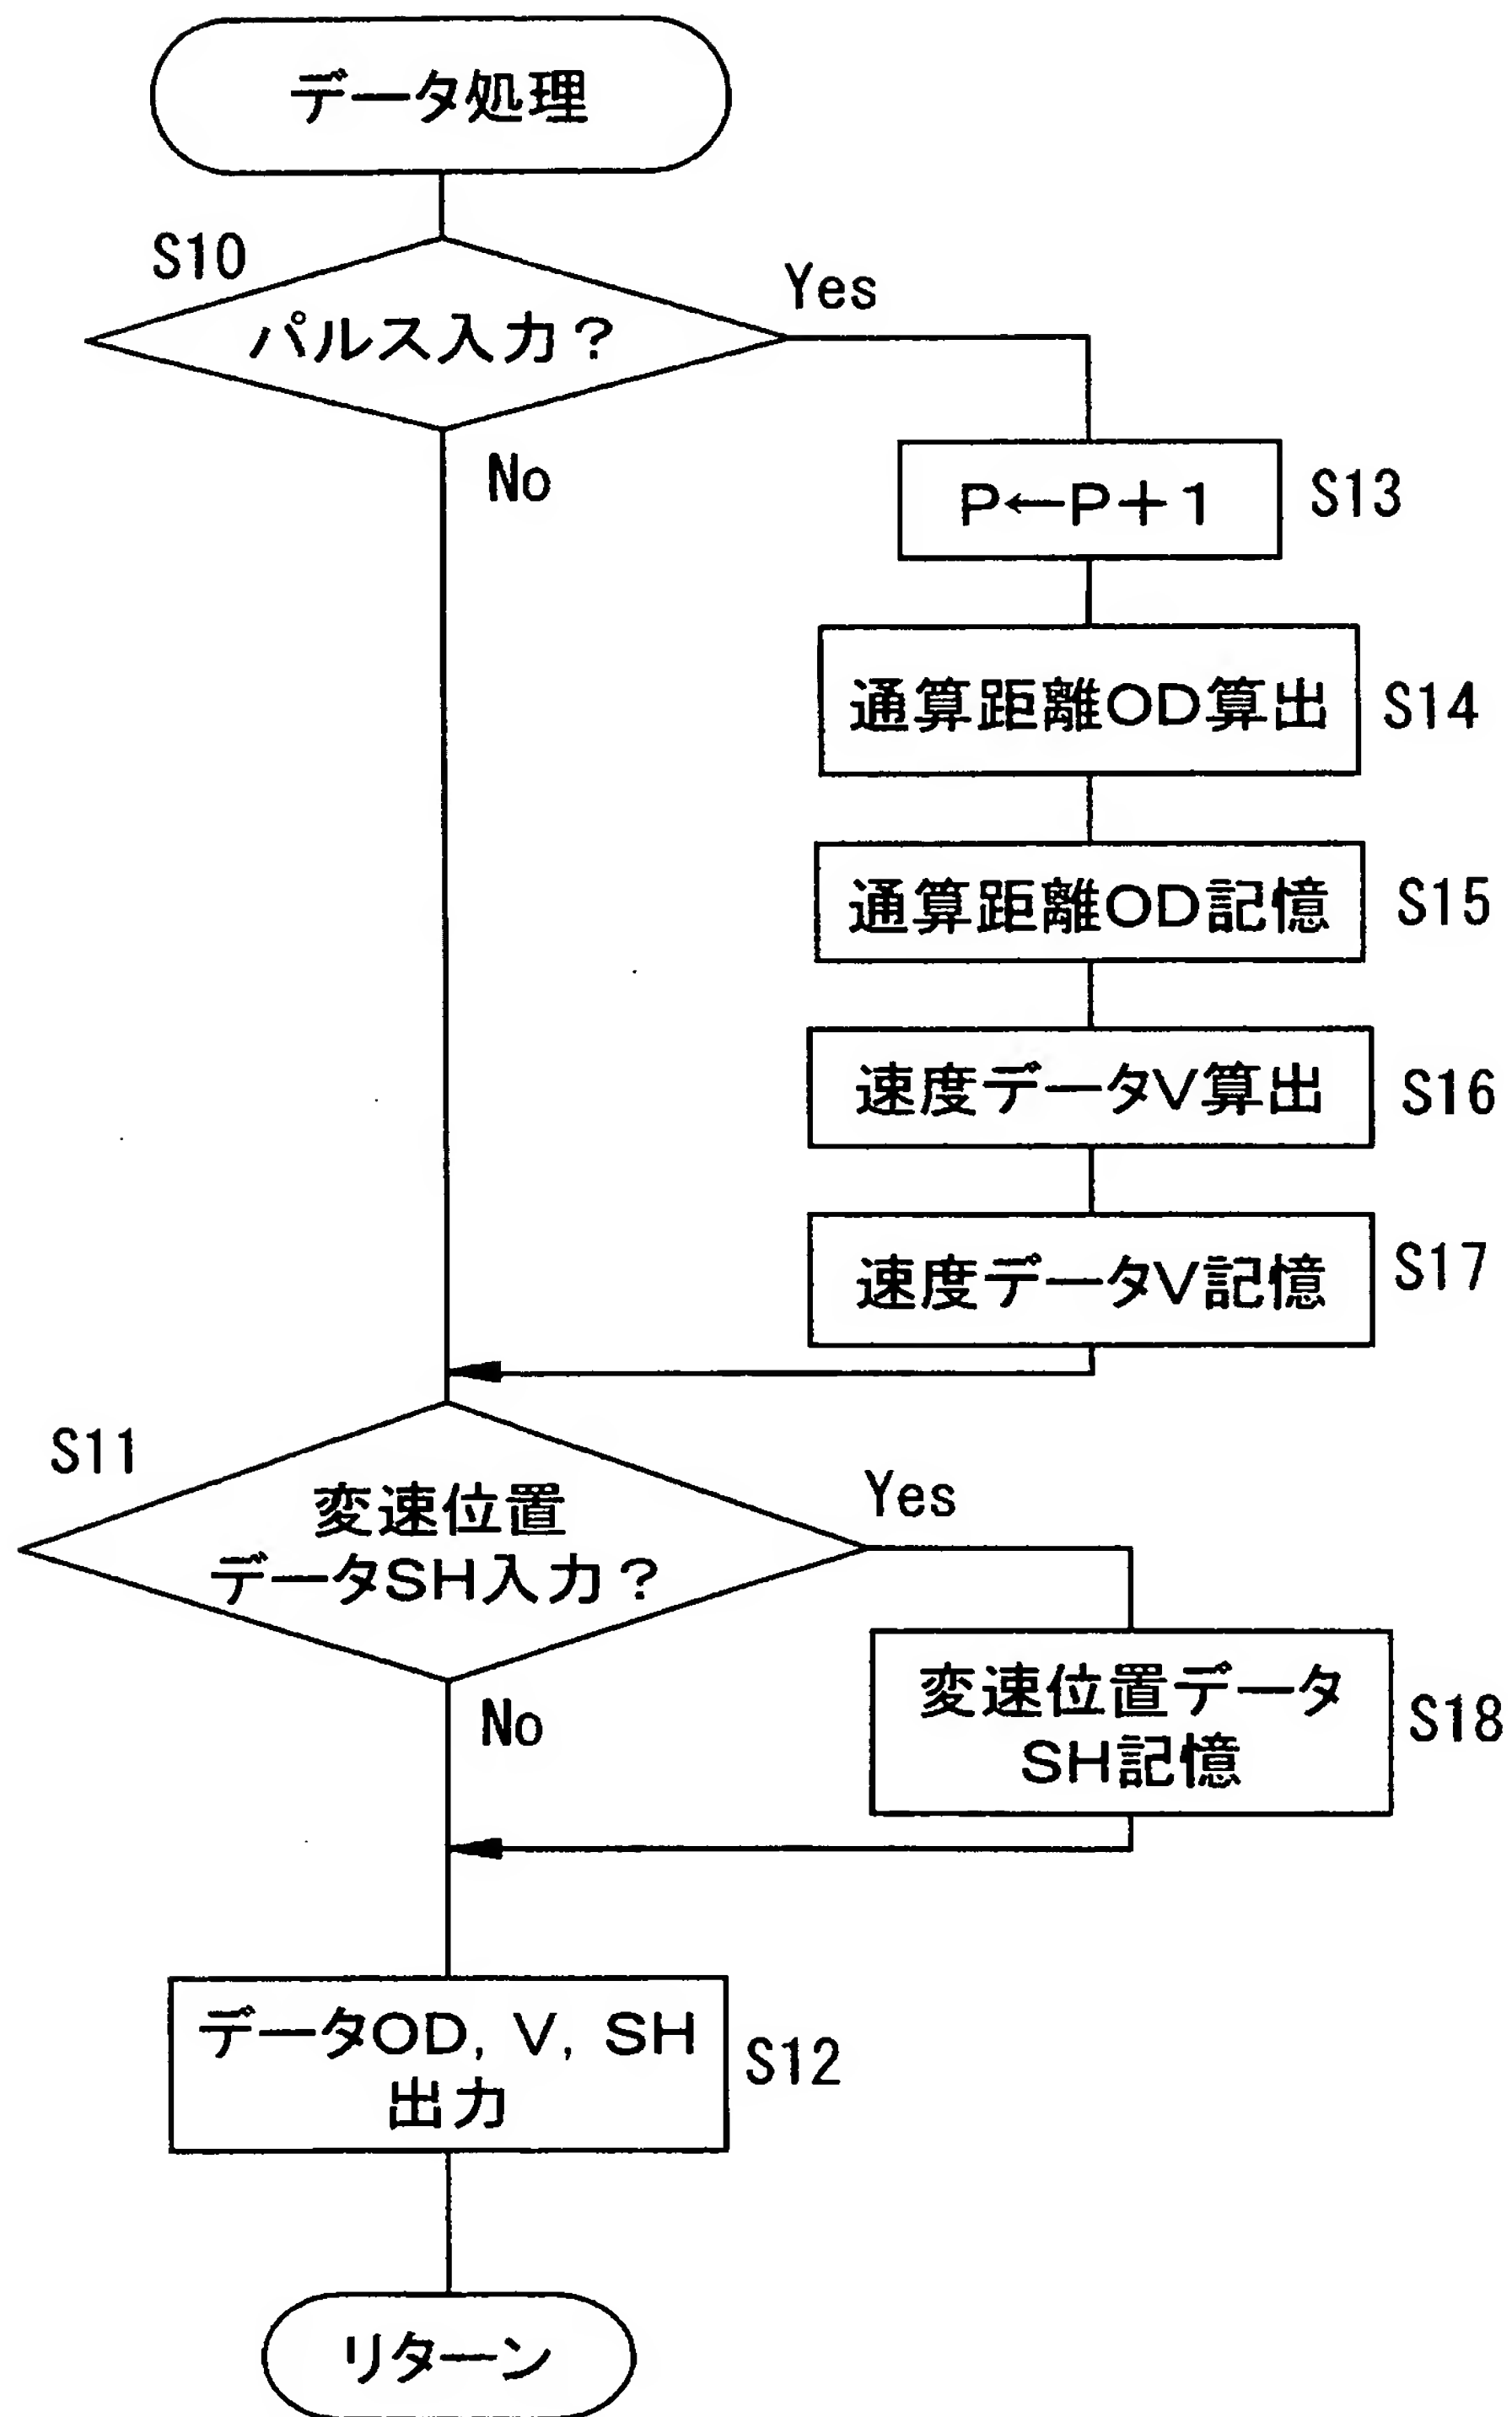 データ処理
S10
パルス入力？
Yes
No
P←P＋1
S13
通算距離OD算出
S14
通算距離OD記憶
S15
速度データV算出
S16
速度データV記憶
S17
S11
変速位置
データSH入力？
Yes
No
変速位置データ
SH記憶
S18
データOD, V, SH
出力
S12
リターン